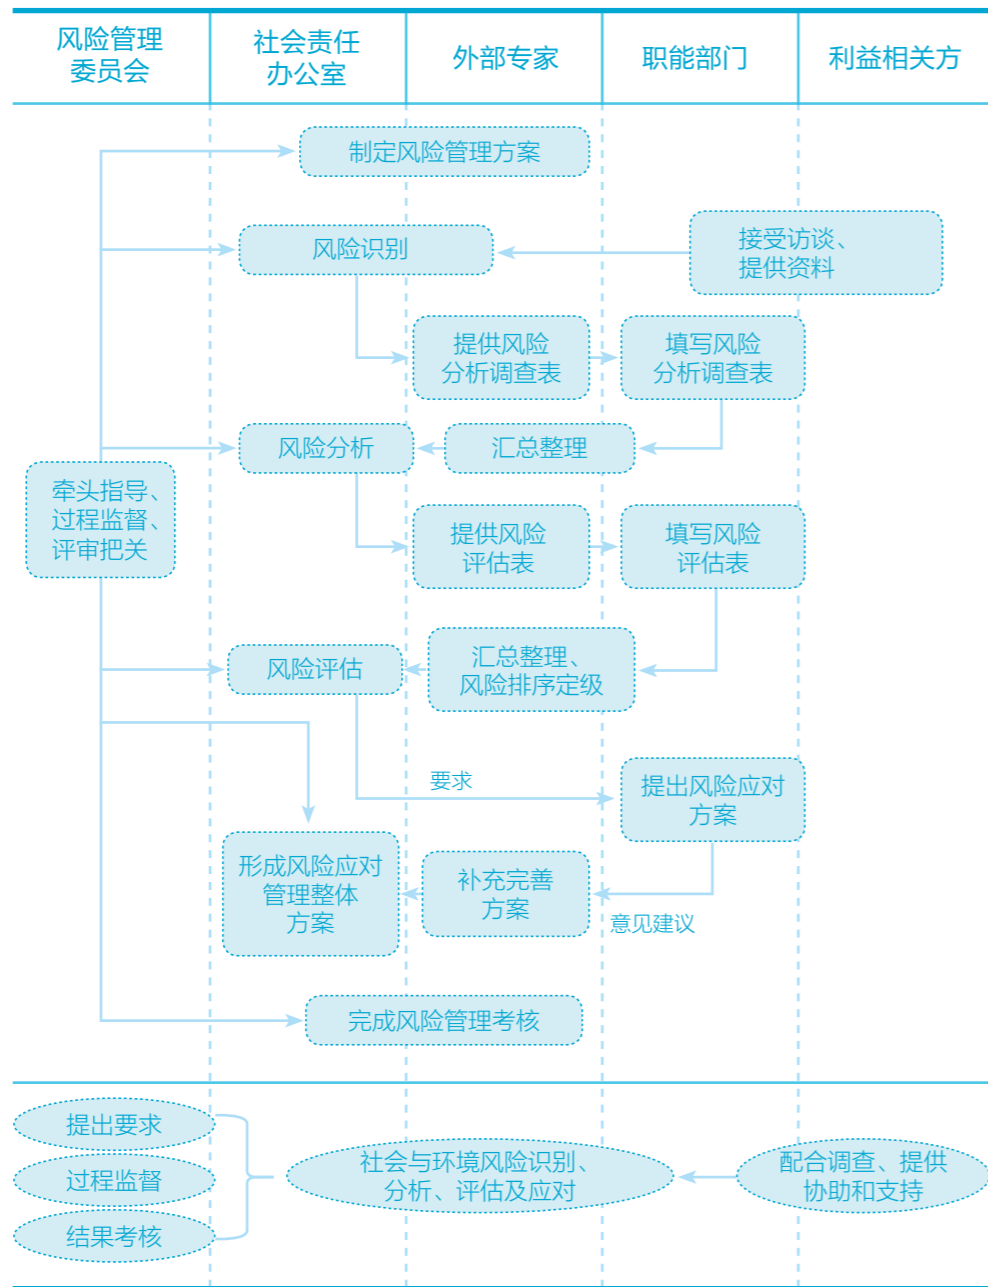 风险管理
委员会
社会责任
办公室
外部专家
职能部门
利益相关方
制定风险管理方案
风险识别
接受访谈、
提供资料
提供风险
分析调查表
填写风险
分析调查表
风险分析
汇总整理
牵头指导、
过程监督、
评审把关
提供风险
评估表
填写风险
评估表
风险评估
汇总整理、
风险排序定级
要求
提出风险应对
方案
形成风险应对
管理整体
方案
补充完善
方案
意见建议
完成风险管理考核
提出要求
过程监督
结果考核
社会与环境风险识别、
分析、评估及应对
配合调查、提供
协助和支持